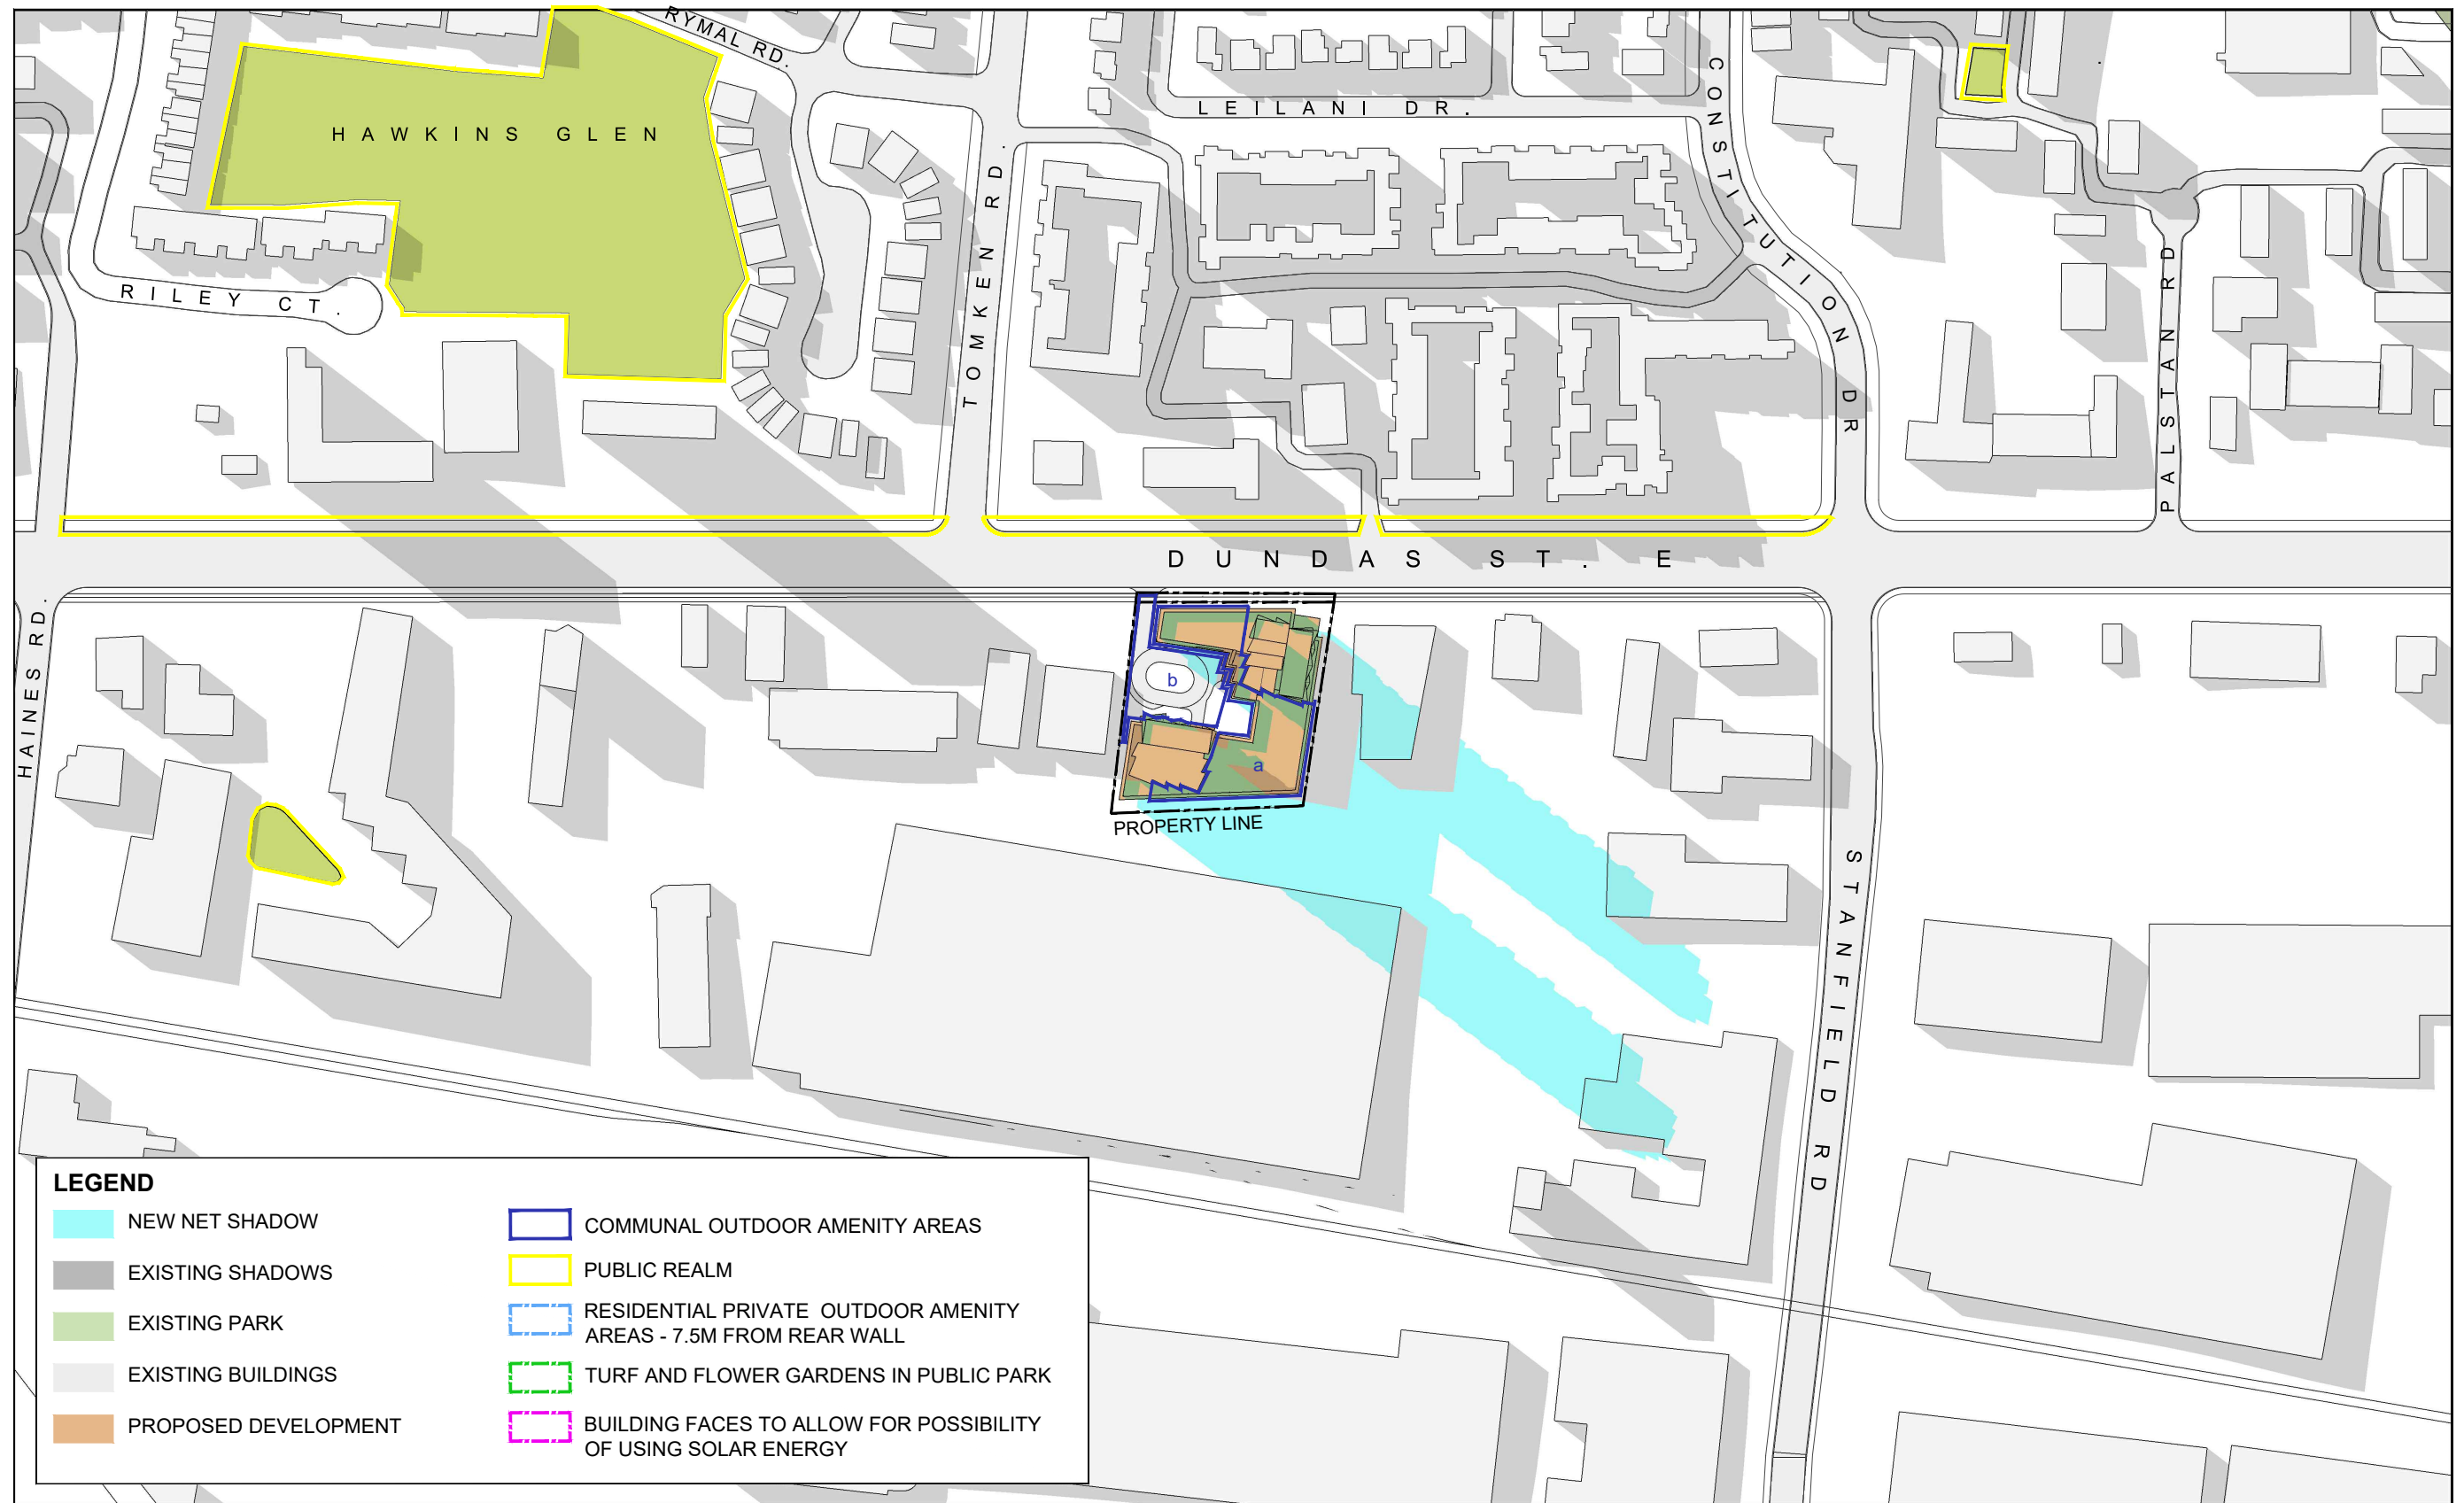 RYMAL RD.
HAWKINS GLEN
LEILANI DR.
CONSTITUTION DR
TOMKEN RD.
RILEY CT.
PALSTAN RD
DUNDAS ST. E
HAINES RD.
b
a
PROPERTY LINE
STANFIELD RD
LEGEND
NEW NET SHADOW
EXISTING SHADOWS
EXISTING PARK
EXISTING BUILDINGS
PROPOSED DEVELOPMENT
COMMUNAL OUTDOOR AMENITY AREAS
PUBLIC REALM
RESIDENTIAL PRIVATE OUTDOOR AMENITY
AREAS - 7.5M FROM REAR WALL
TURF AND FLOWER GARDENS IN PUBLIC PARK
BUILDING FACES TO ALLOW FOR POSSIBILITY
OF USING SOLAR ENERGY